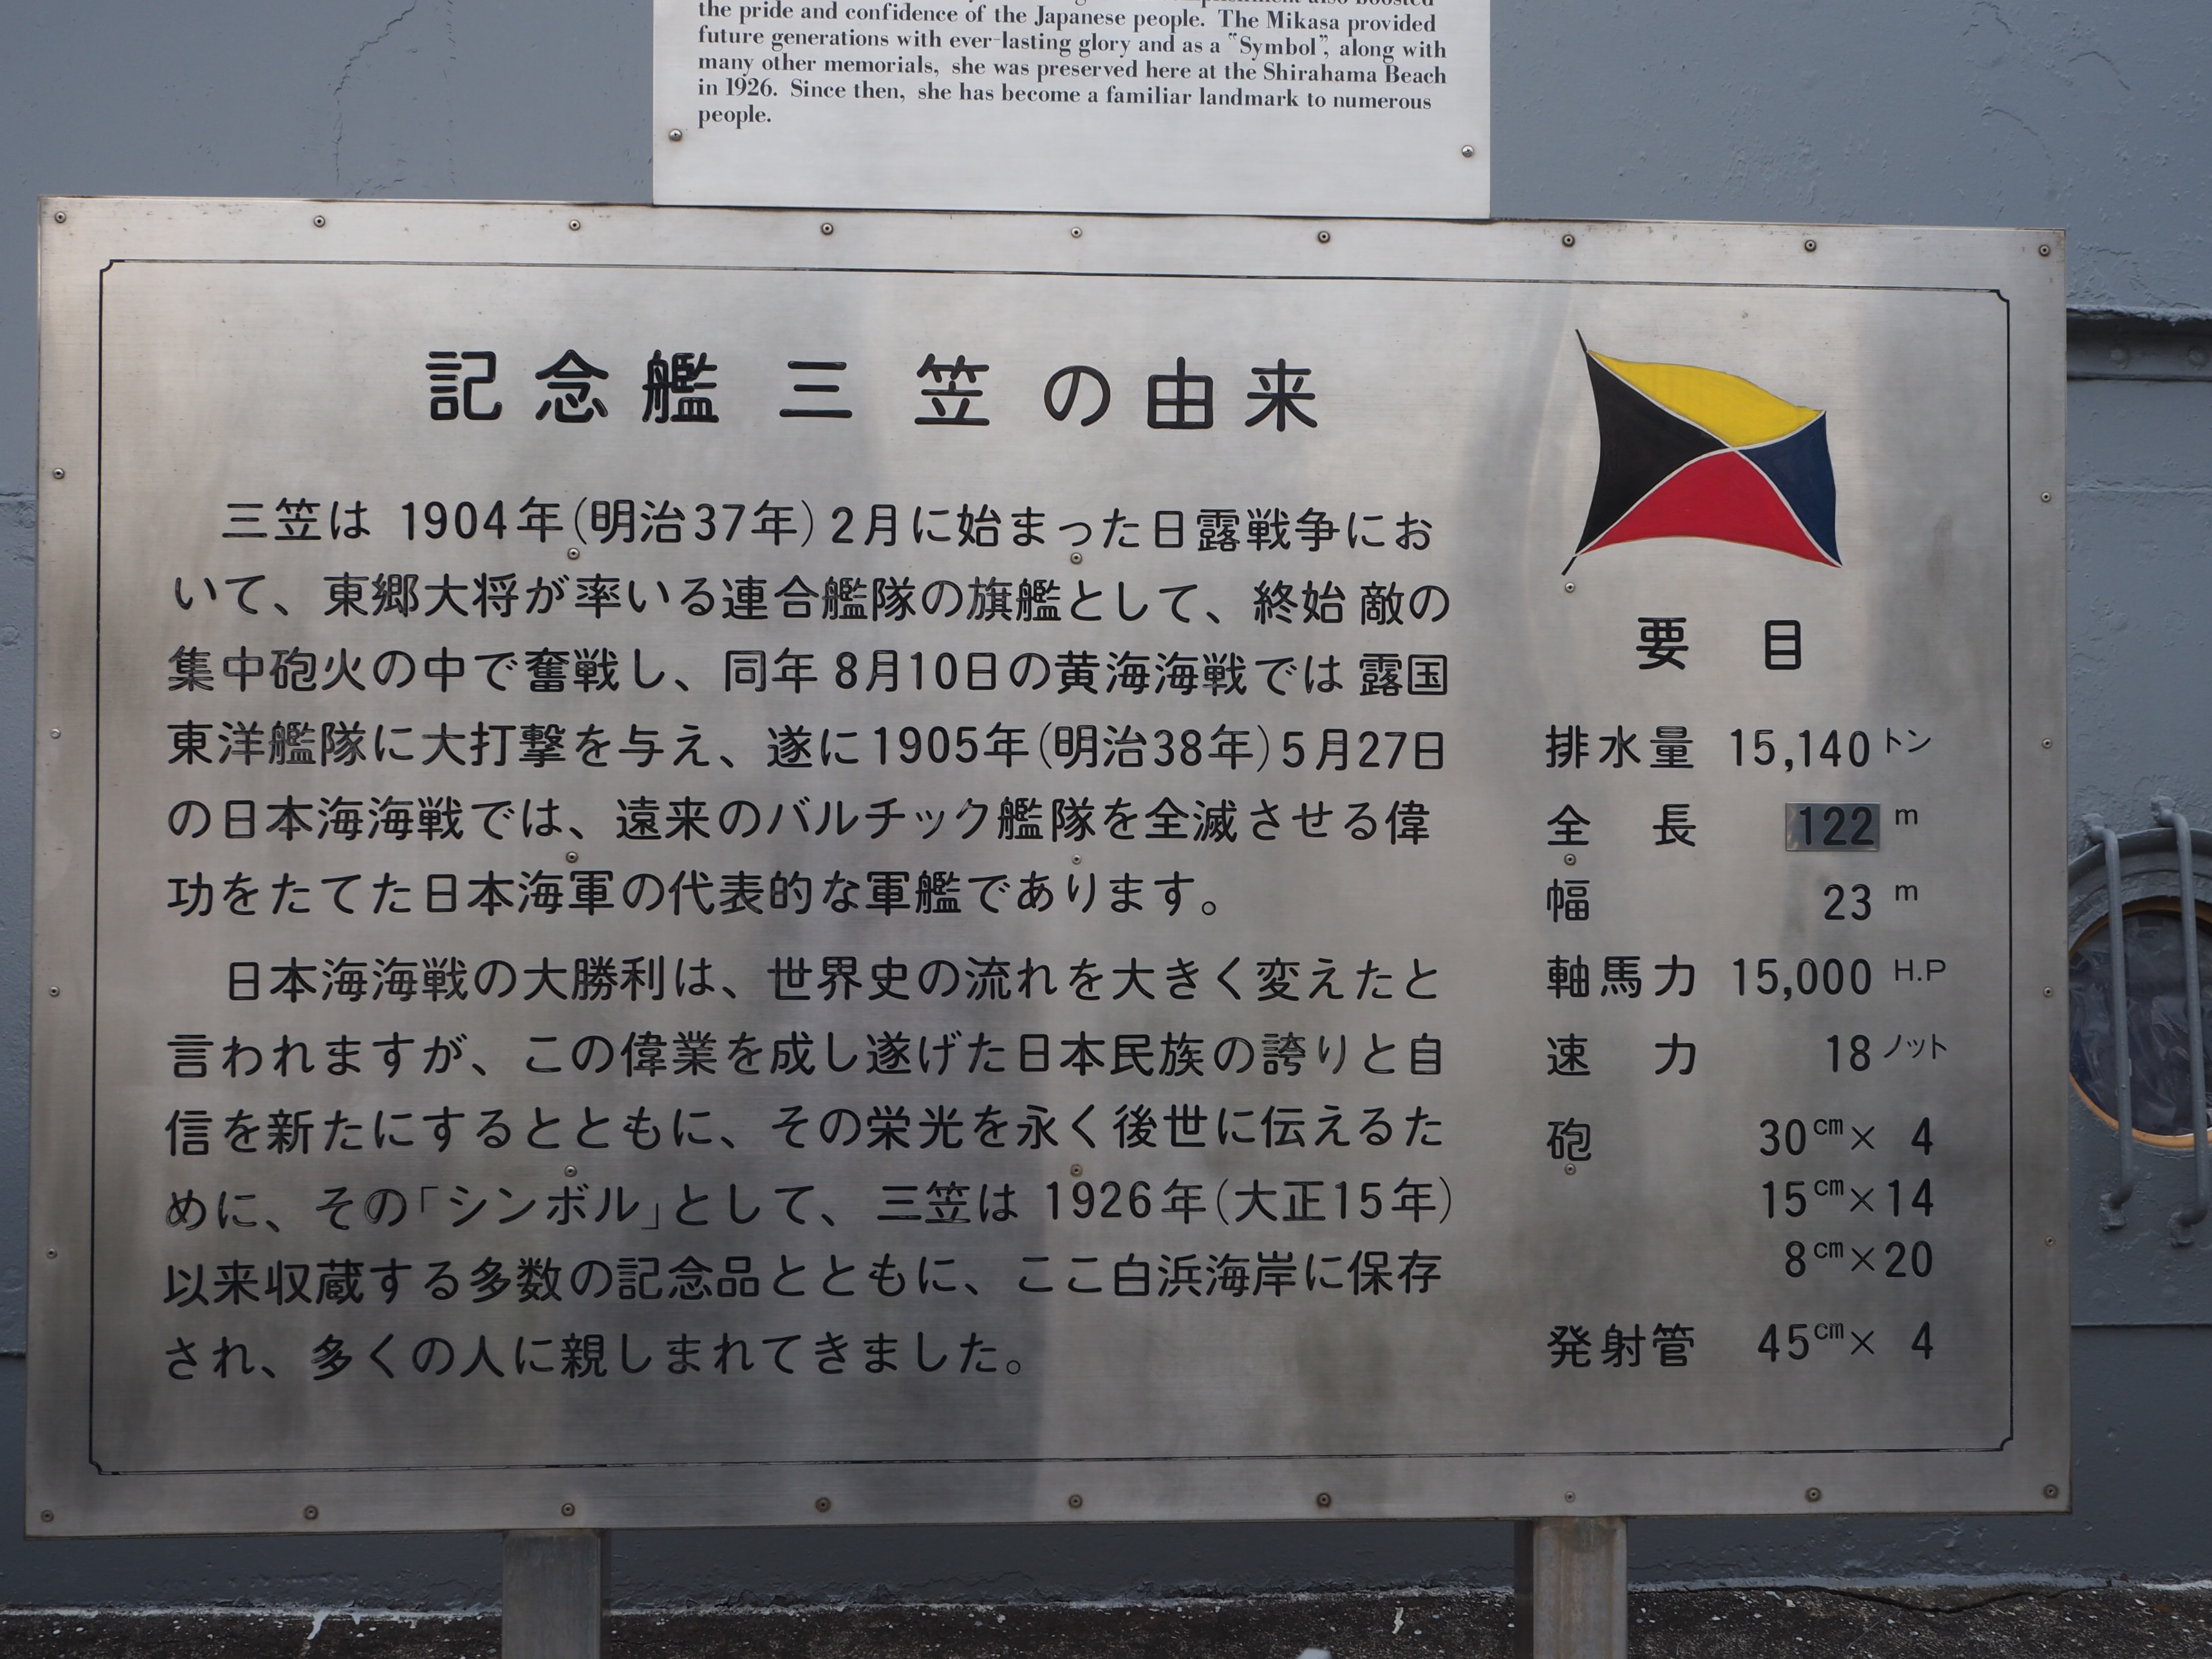 the pride and confidence of the Japanese people. The Mikasa provided
future generations with ever-lasting glory and as a "Symbol", along with
many other memorials, she was preserved here at the Shirahama Beach
in 1926. Since then, she has become a familiar landmark to numerous
people.
記念艦 三笠の由来
三笠は 1904年(明治37年)2月に始まった日露戦争にお
いて、東郷大将が率いる連合艦隊の旗艦として、終始敵の
集中砲火の中で奮戦し、同年 8月10日の黄海海戦では露国
東洋艦隊に大打撃を与え、遂に1905年(明治38年)5月27日
の日本海海戦では、遠来のバルチック艦隊を全滅させる偉
功をたてた日本海軍の代表的な軍艦であります。
日本海海戦の大勝利は、世界史の流れを大きく変えたと
言われますが、この偉業を成し遂げた日本民族の誇りと自
信を新たにするとともに、その栄光を永く後世に伝えるた
めに、その「シンボル」として、三笠は 1926年(大正15年)
以来収蔵する多数の記念品とともに、ここ白浜海岸に保存
され、多くの人に親しまれてきました。
要目
排水量 15,140トン
全長 122 m
幅 23 m
軸馬力 15,000 H.P
速力 18ノット
砲 30cm× 4
15cm×14
8cm×20
発射管 45cm× 4